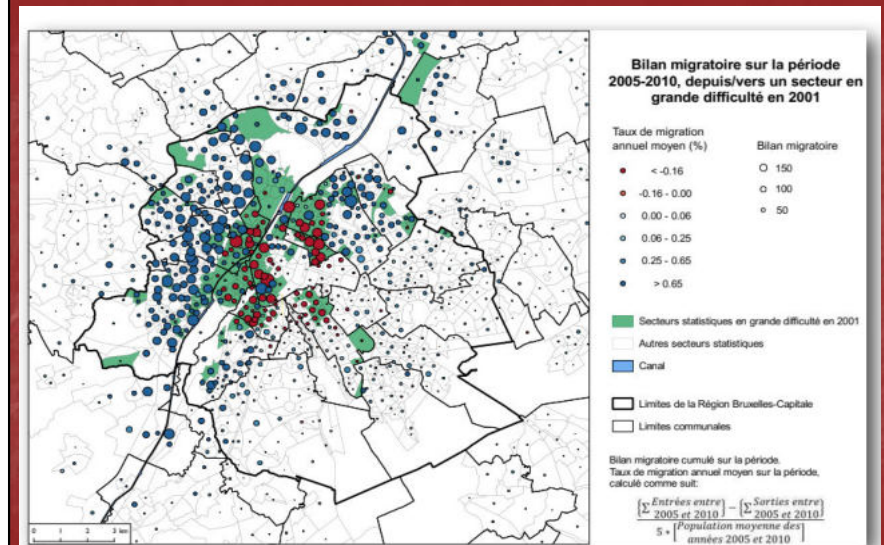 Bilan migratoire sur la période
2005-2010, depuis/vers un secteur en
grande difficulté en 2001
Taux de migration
annuel moyen (%)
< -0.16
-0.16 - 0.00
0.00 - 0.06
0.06 - 0.25
0.25 - 0.65
> 0.65
Bilan migratoire
150
100
50
Secteurs statistiques en grande difficulté en 2001
Autres secteurs statistiques
Canal
Limites de la Région Bruxelles-Capitale
Limites communales
Bilan migratoire cumulé sur la période.
Taux de migration annuel moyen sur la période,
calculé comme suit:
{∑ Entrées entre 2005 et 2010} − {∑ Sorties entre 2005 et 2010}
5 * [Population moyenne des années 2005 et 2010]
0 1 2 3 km